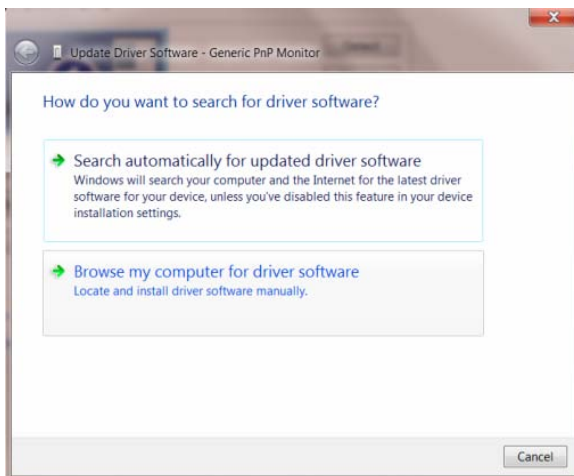 Update Driver Software - Generic PnP Monitor
How do you want to search for driver software?
Search automatically for updated driver software
Windows will search your computer and the Internet for the latest driver
software for your device, unless you've disabled this feature in your device
installation settings.
Browse my computer for driver software
Locate and install driver software manually.
Cancel